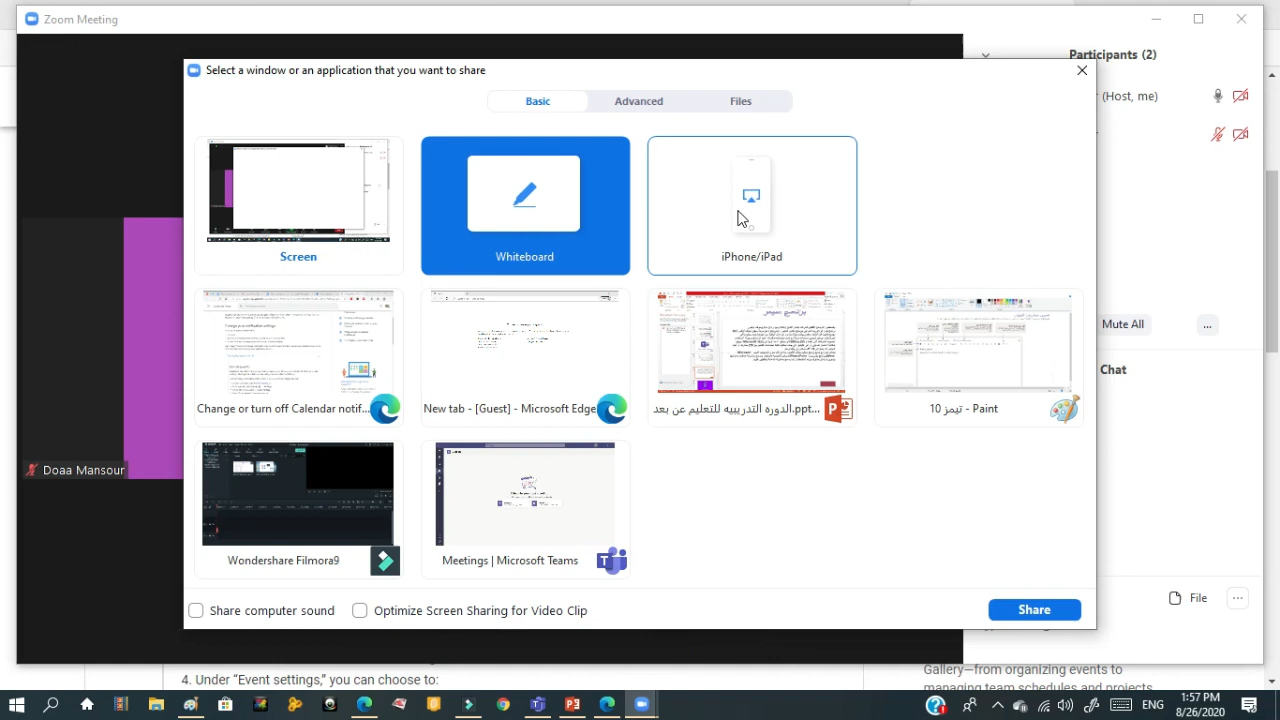 Zoom Meeting
Participants (2)
Select a window or an application that you want to share
Basic
Advanced
Files
(Host, me)
Screen
Whiteboard
iPhone/iPad
Mute All
...
Chat
Change or turn off Calendar notif...
New tab - [Guest] - Microsoft Edge
الدوره التدريبيه للتعليم عن بعد.ppt...
تيمز 10 - Paint
Doaa Mansour
Wondershare Filmora9
Meetings | Microsoft Teams
Share computer sound
Optimize Screen Sharing for Video Clip
Share
File
...
4. Under “Event settings,” you can choose to:
Gallery—from organizing events to
managing team schedules and projects
ENG
1:57 PM
8/26/2020